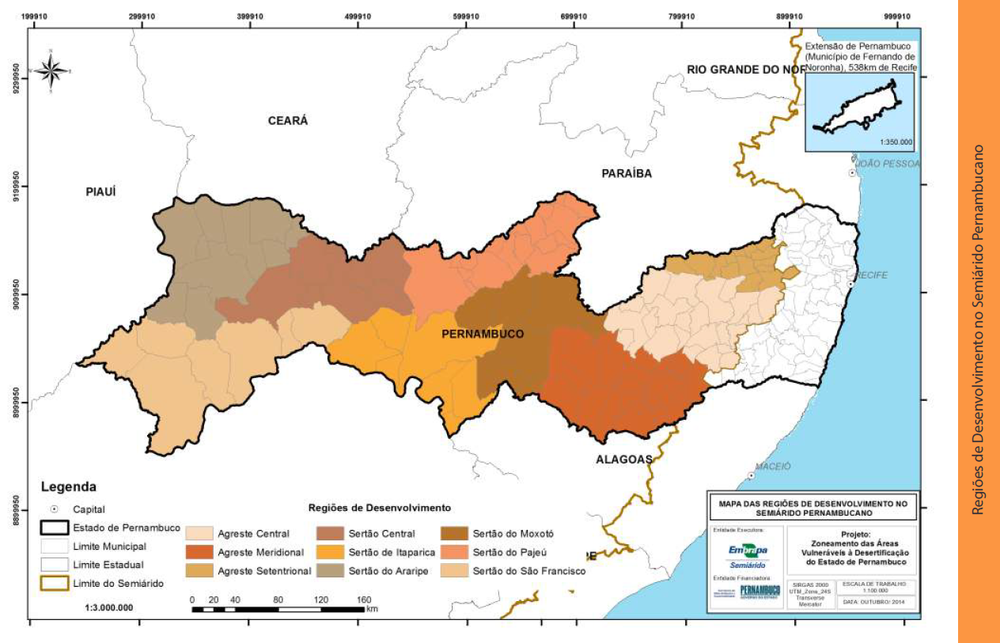 199910 299910 399910 499910 599910 699910 799910 899910 999910
Extensão de Pernambuco
(Município de Fernando de
Noronha), 538km de Recife
1:350.000
9299950
9199950
9099950
8999950
8899950
RIO GRANDE DO NOR
CEARÁ
PARAÍBA
PIAUÍ
JOÃO PESSOA
RECIFE
PERNAMBUCO
ALAGOAS
MACEIÓ
Legenda
Capital
Estado de Pernambuco
Limite Municipal
Limite Estadual
Limite do Semiárido
1:3.000.000
Regiões de Desenvolvimento
Agreste Central
Agreste Meridional
Agreste Setentrional
Sertão Central
Sertão de Itaparica
Sertão do Araripe
Sertão do Moxotó
Sertão do Pajeú
Sertão do São Francisco
0 20 40 80 120 160
km
MAPA DAS REGIÕES DE DESENVOLVIMENTO NO
SEMIÁRIDO PERNAMBUCANO
Entidade Executora:
Embrapa
Semiárido
Projeto:
Zoneamento das Áreas
Vulneráveis à Desertificação
do Estado de Pernambuco
Entidade Financiadora:
PERNAMBUCO
GOVERNO DO ESTADO
SIRGAS 2000
UTM_Zona_24S
Transverse
Mercator
ESCALA DE TRABALHO
1:100.000
DATA: OUTUBRO/ 2014
Regiões de Desenvolvimento no Semiárido Pernambucano